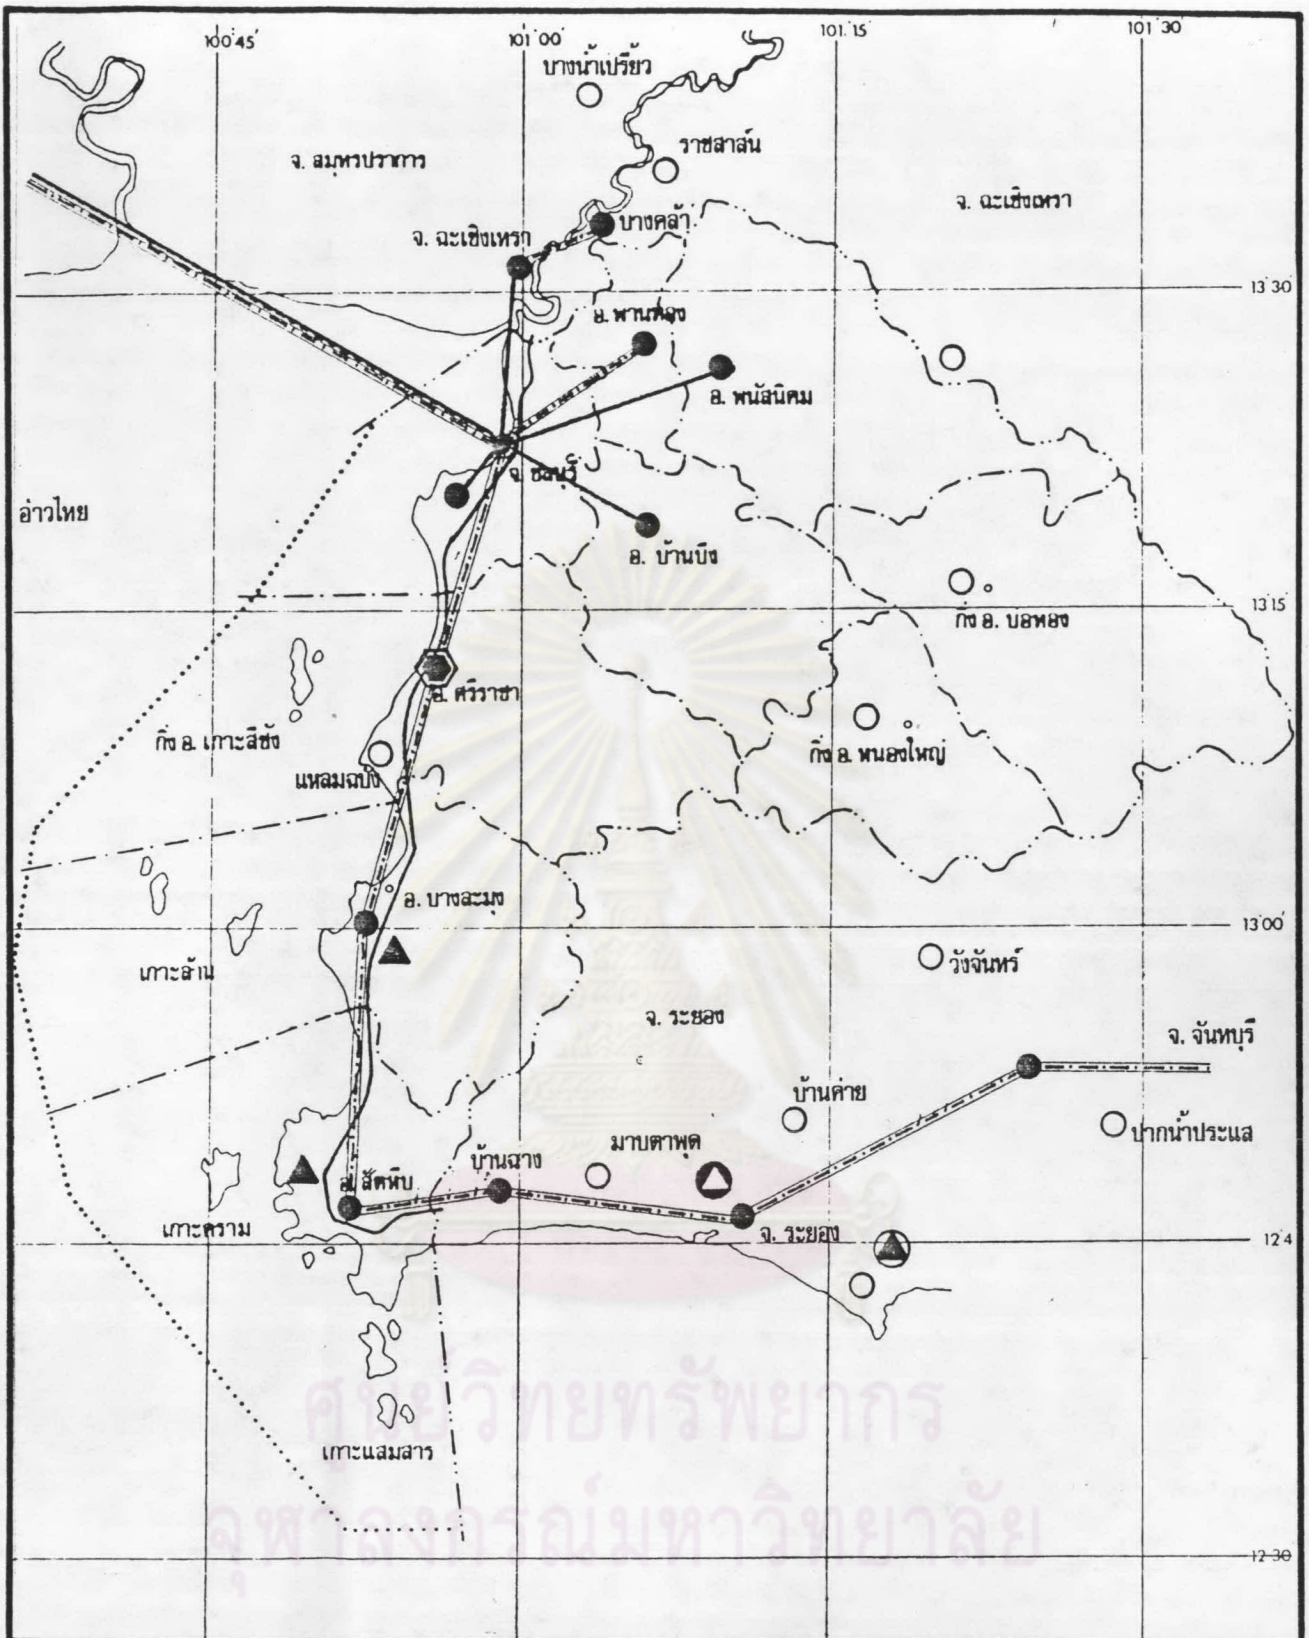 100 45′
101 00′
101 15′
101 30′
บางน้ำเปรี้ยว
ราชสาส์น
จ. สมุทรปราการ
จ. ฉะเชิงเทรา
จ. ฉะเชิงเทรา
บางคล้า
13 30
อ. พานทอง
อ. พนัสนิคม
จ. ชลบุรี
อ่าวไทย
อ. บ้านบึง
13 15
กิ่ง อ. บ่อทอง
อ. ศรีราชา
กิ่ง อ. เกาะสีชัง
กิ่ง อ. หนองใหญ่
แหลมฉบัง
อ. บางละมุง
13 00′
เกาะล้าน
วังจันทร์
จ. ระยอง
จ. จันทบุรี
บ้านค่าย
ปากน้ำประแส
มาบตาพุด
บ้านฉาง
อ. สัตหีบ
เกาะคราม
จ. ระยอง
12 4
ศูนย์วิทยทรัพยากร
เกาะแสมสาร
จุฬาลงกรณ์มหาวิทยาลัย
12 30